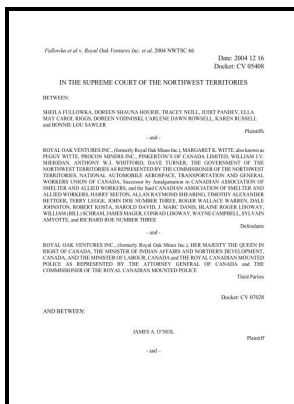 Fullowka et al v. Royal Oak Ventures Inc. et al, 2004 NWTSC 66
Date: 2004 12 16
Docket: CV 05408
IN THE SUPREME COURT OF THE NORTHWEST TERRITORIES
BETWEEN:
SHEILA FULLOWKA, DOREEN SHAUNA HOURIE, TRACEY NEILL, JUDIT PANDEV, ELLA
MAY CAROL RIGGS, DOREEN VODNOSKI, CARLENE DAWN ROWSELL, KAREN RUSSELL
and BONNIE LOU SAWLER
Plaintiffs
- and -
ROYAL OAK VENTURES INC., (formerly Royal Oak Mines Inc.), MARGARET K. WITTE, also known as
PEGGY WITTE, PROCON MINERS INC., PINKERTON'S OF CANADA LIMITED, WILLIAM J.V.
SHERIDAN, ANTHONY W.J. WHITFORD, DAVE TURNER, THE GOVERNMENT OF THE
NORTHWEST TERRITORIES AS REPRESENTED BY THE COMMISSIONER OF THE NORTHWEST
TERRITORIES, NATIONAL AUTOMOBILE, AEROSPACE, TRANSPORTATION AND GENERAL
WORKERS UNION OF CANADA, Successor by Amalgamation to CANADIAN ASSOCIATION OF
SMELTER AND ALLIED WORKERS, and the Said CANADIAN ASSOCIATION OF SMELTER AND
ALLIED WORKERS, HARRY SEETON, ALLAN RAYMOND SHEARING, TIMOTHY ALEXANDER
BETTGER, TERRY LEGGE, JOHN DOE NUMBER THREE, ROGER WALLACE WARREN, DALE
JOHNSTON, ROBERT KOSTA, HAROLD DAVID, J. MARC DANIS, BLAINE ROGER LISOWAY,
WILLIAM (BILL) SCHRAM, JAMES MAGER, CONRAD LISOWAY, WAYNE CAMPBELL, SYLVAIN
AMYOTTE, and RICHARD ROE NUMBER THREE
Defendants
- and -
ROYAL OAK VENTURES INC., (formerly Royal Oak Mines Inc.), HER MAJESTY THE QUEEN IN
RIGHT OF CANADA, THE MINISTER OF INDIAN AFFAIRS AND NORTHERN DEVELOPMENT,
CANADA, AND THE MINISTER OF LABOUR, CANADA and THE ROYAL CANADIAN MOUNTED
POLICE AS REPRESENTED BY THE ATTORNEY GENERAL OF CANADA and THE
COMMISSIONER OF THE ROYAL CANADIAN MOUNTED POLICE
Third Parties
Docket: CV 07028
AND BETWEEN:
JAMES A. O'NEIL
Plaintiff
- and -